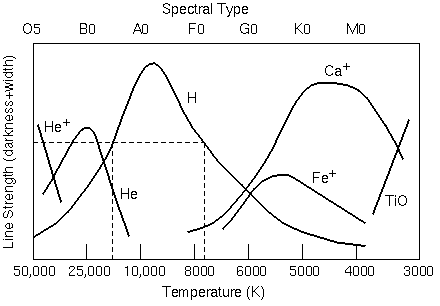 Spectral Type
O5 B0 A0 F0 G0 K0 M0
Line Strength (darkness+width)
He+
H
Ca+
He
Fe+
TiO
50,000 25,000 10,000 8000 6000 5000 4000 3000
Temperature (K)